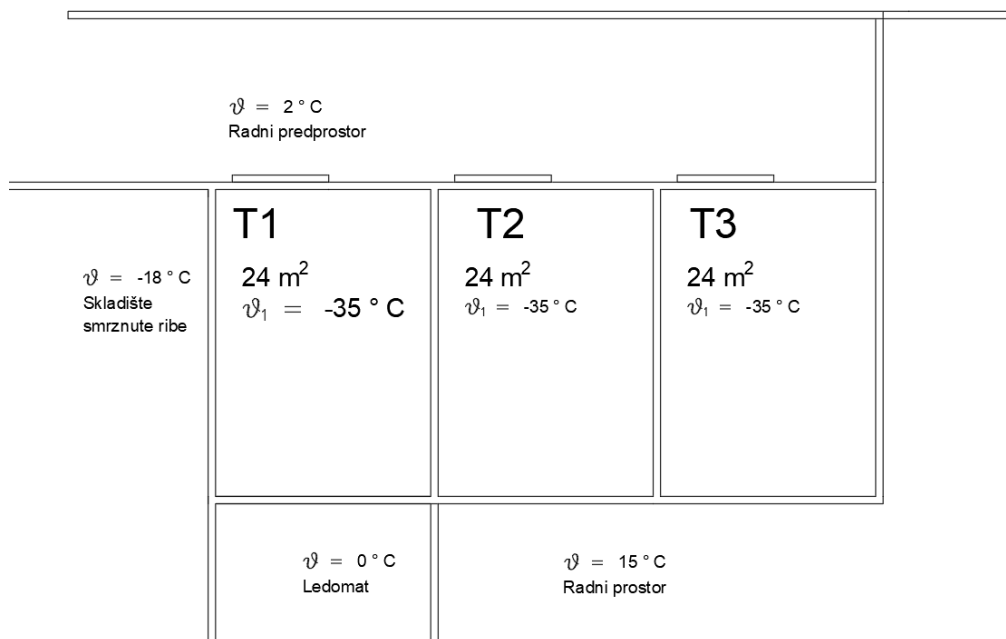 ϑ = 2 ° C
Radni predprostor
T1
24 m²
ϑ₁ = -35 ° C
T2
24 m²
ϑ₁ = -35 ° C
T3
24 m²
ϑ₁ = -35 ° C
ϑ = -18 ° C
Skladište
smrznute ribe
ϑ = 0 ° C
Ledomat
ϑ = 15 ° C
Radni prostor